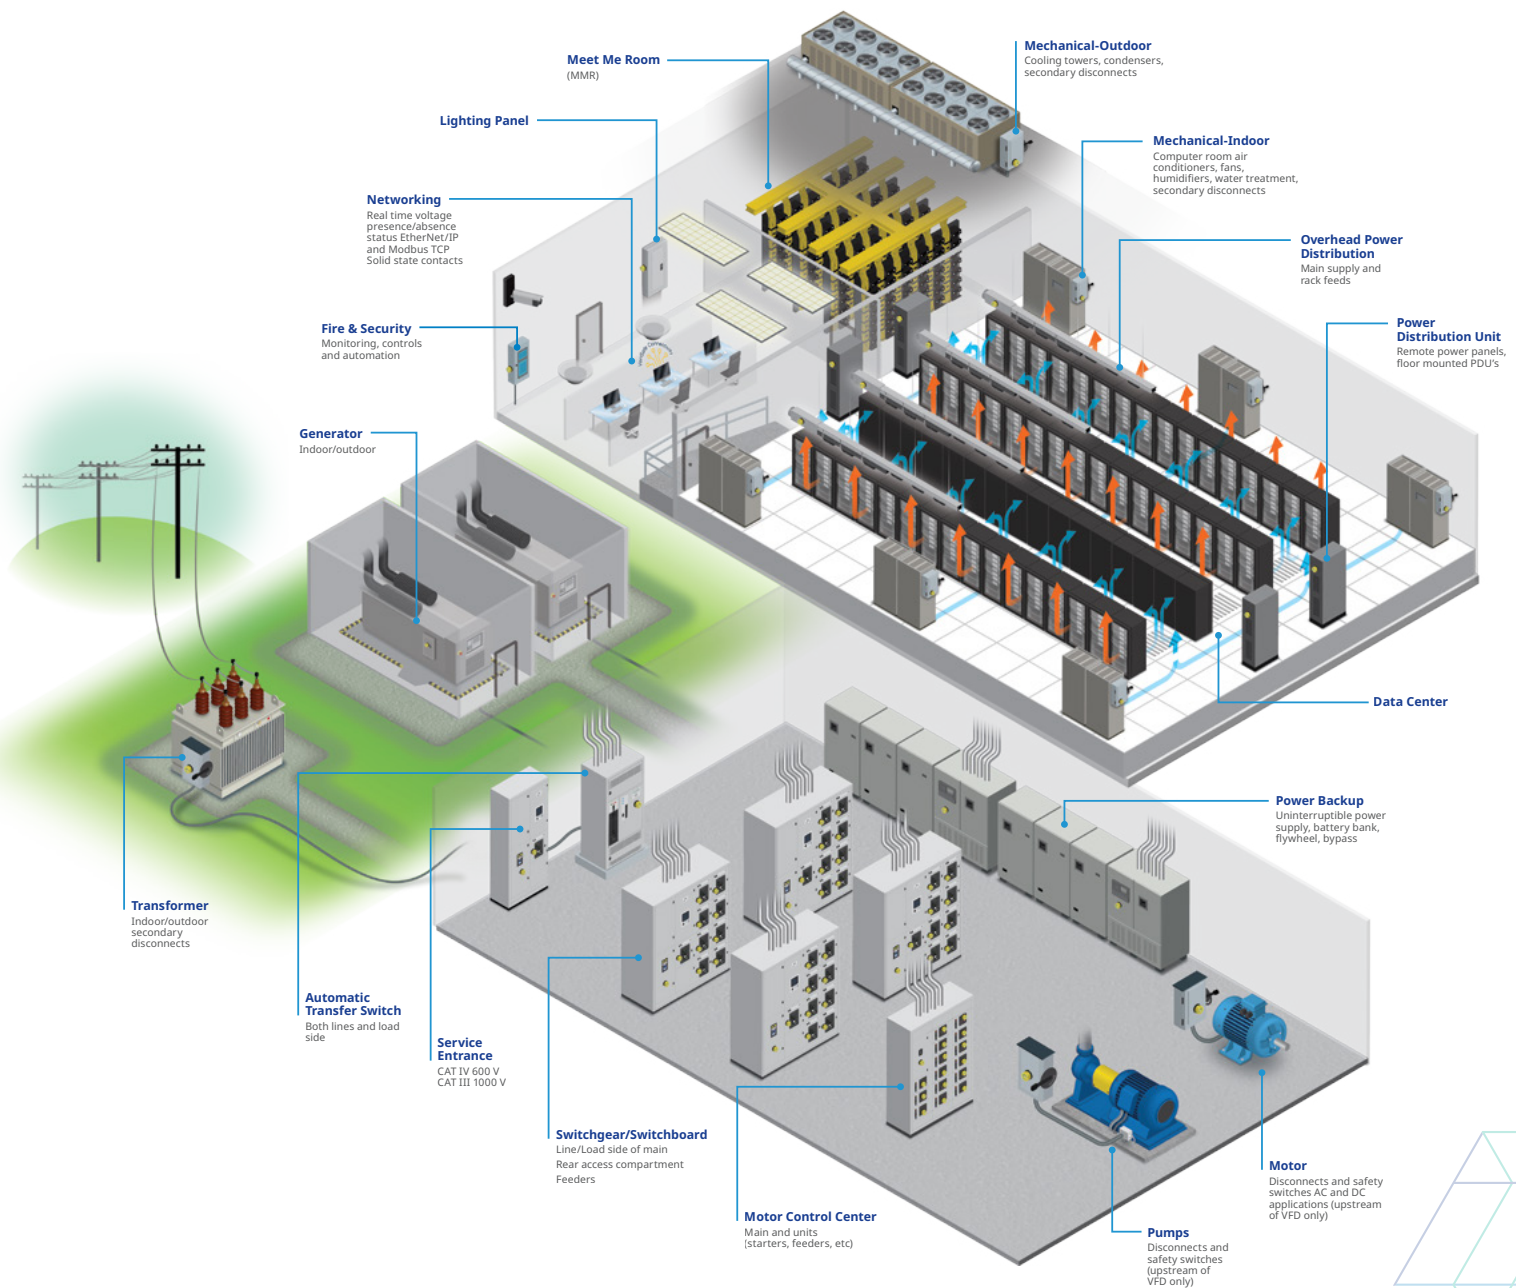 Meet Me Room
(MMR)
Mechanical-Outdoor
Cooling towers, condensers,
secondary disconnects
Lighting Panel
Mechanical-Indoor
Computer room air
conditioners, fans,
humidifiers, water treatment,
secondary disconnects
Networking
Real time voltage
presence/absence
status EtherNet/IP
and Modbus TCP
Solid state contacts
Overhead Power
Distribution
Main supply and
rack feeds
Fire & Security
Monitoring, controls
and automation
Power
Distribution Unit
Remote power panels,
floor mounted PDU's
Generator
Indoor/outdoor
Data Center
Power Backup
Uninterruptible power
supply, battery bank,
flywheel, bypass
Transformer
Indoor/outdoor
secondary
disconnects
Automatic
Transfer Switch
Both lines and load
side
Service
Entrance
CAT IV 600 V
CAT III 1000 V
Switchgear/Switchboard
Line/Load side of main
Rear access compartment
Feeders
Motor Control Center
Main and units
(starters, feeders, etc)
Pumps
Disconnects and
safety switches
(upstream of
VFD only)
Motor
Disconnects and safety
switches AC and DC
applications (upstream
of VFD only)